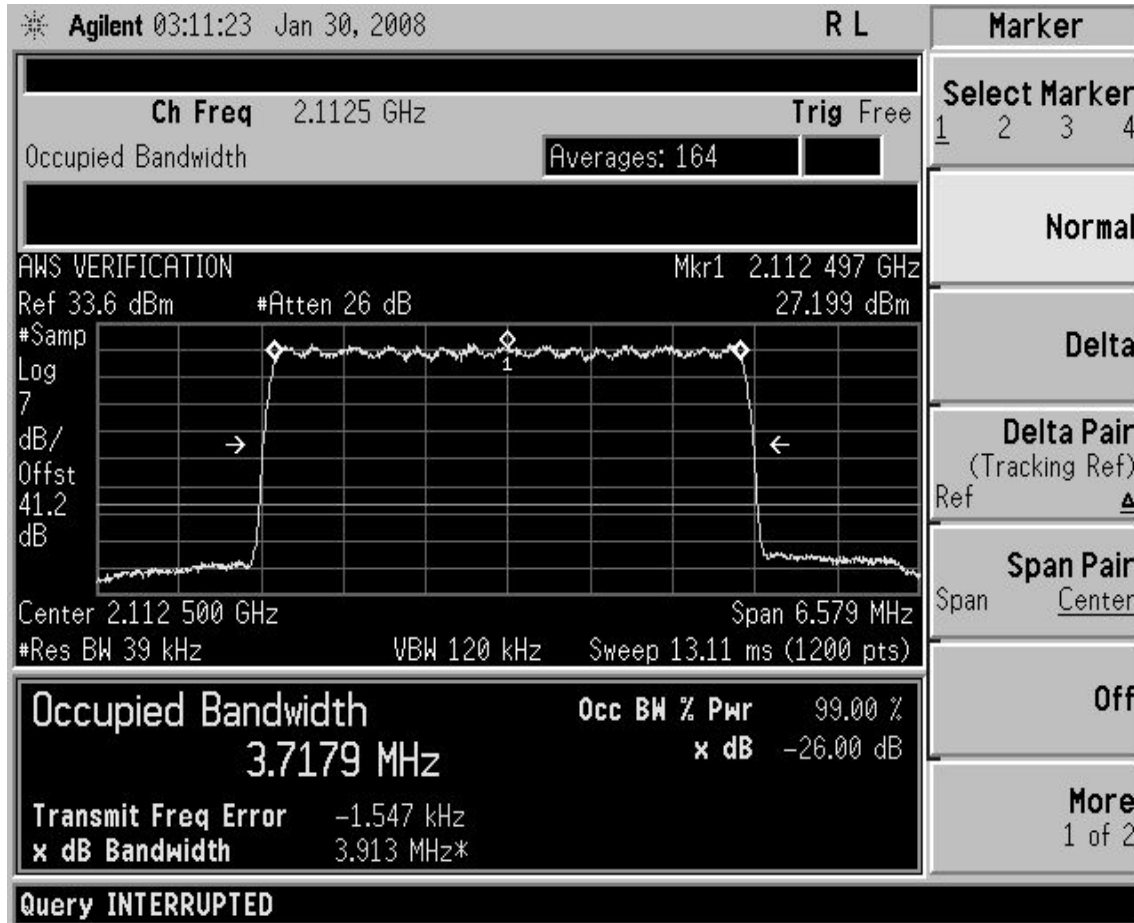 Agilent 03:11:23 Jan 30, 2008 R L
Ch Freq 2.1125 GHz Trig Free
Occupied Bandwidth Averages: 164
AWS VERIFICATION Mkr1 2.112 497 GHz
Ref 33.6 dBm #Atten 26 dB 27.199 dBm
#Samp
Log
7
dB/
Offst
41.2
dB
1
Center 2.112 500 GHz Span 6.579 MHz
#Res BW 39 kHz VBW 120 kHz Sweep 13.11 ms (1200 pts)
Occupied Bandwidth Occ BW % Pwr 99.00 %
3.7179 MHz x dB -26.00 dB
Transmit Freq Error -1.547 kHz
x dB Bandwidth 3.913 MHz*
Query INTERRUPTED
Marker
Select Marker
1 2 3 4
Normal
Delta
Delta Pair
(Tracking Ref)
Ref Δ
Span Pair
Span Center
Off
More
1 of 2